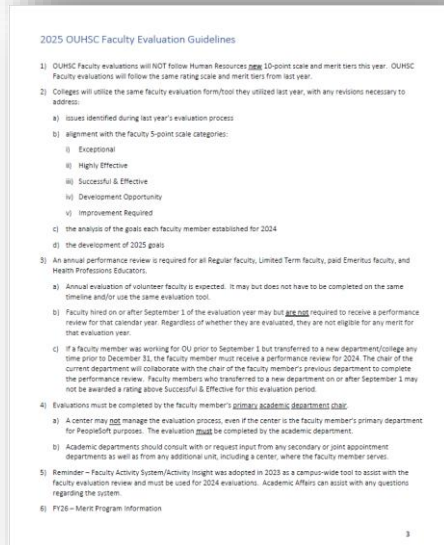 2025 OUHSC Faculty Evaluation Guidelines
1) OUHSC Faculty evaluations will NOT follow Human Resources new 10-point scale and merit tiers this year. OUHSC
Faculty evaluations will follow the same rating scale and merit tiers from last year.
2) Colleges will utilize the same faculty evaluation form/tool they utilized last year, with any revisions necessary to
address:
a) issues identified during last year's evaluation process
b) alignment with the faculty 5-point scale categories:
i) Exceptional
ii) Highly Effective
iii) Successful & Effective
iv) Development Opportunity
v) Improvement Required
c) the analysis of the goals each faculty member established for 2024
d) the development of 2025 goals
3) An annual performance review is required for all Regular faculty, Limited Term faculty, paid Emeritus faculty, and
Health Professions Educators.
a) Annual evaluation of volunteer faculty is expected. It may but does not have to be completed on the same
timeline and/or use the same evaluation tool.
b) Faculty hired on or after September 1 of the evaluation year may but are not required to receive a performance
review for that calendar year. Regardless of whether they are evaluated, they are not eligible for any merit for
that evaluation year.
c) If a faculty member was working for OU prior to September 1 but transferred to a new department/college any
time prior to December 31, the faculty member must receive a performance review for 2024. The chair of the
current department will collaborate with the chair of the faculty member's previous department to complete
the performance review. Faculty members who transferred to a new department on or after September 1 may
not be awarded a rating above Successful & Effective for this evaluation period.
4) Evaluations must be completed by the faculty member's primary academic department chair.
a) A center may not manage the evaluation process, even if the center is the faculty member's primary department
for PeopleSoft purposes. The evaluation must be completed by the academic department.
b) Academic departments should consult with or request input from any secondary or joint appointment
departments as well as from any additional unit, including a center, where the faculty member serves.
5) Reminder – Faculty Activity System/Activity Insight was adopted in 2023 as a campus-wide tool to assist with the
faculty evaluation review and must be used for 2024 evaluations. Academic Affairs can assist with any questions
regarding the system.
6) FY26 – Merit Program Information
3